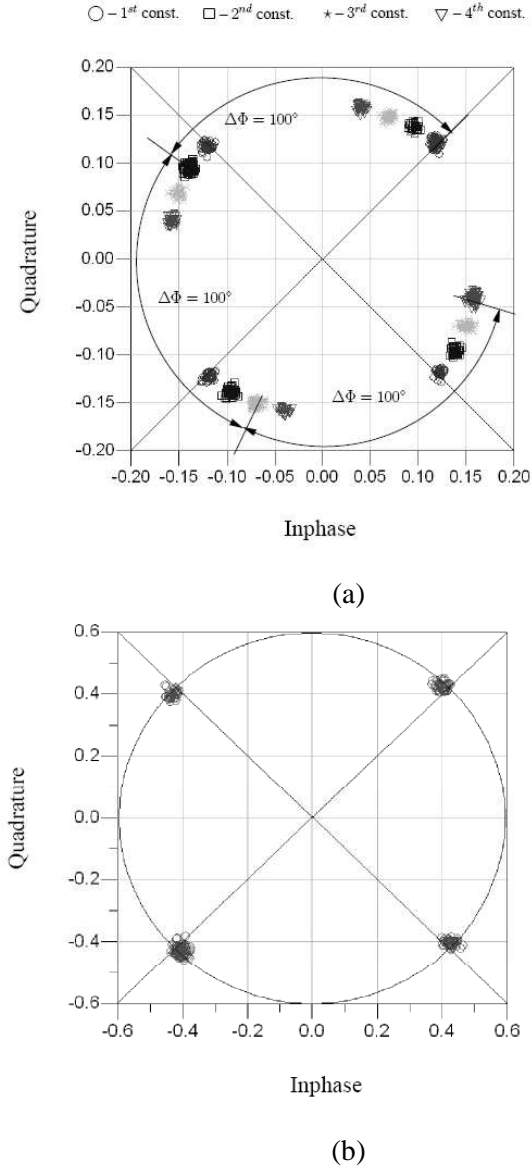 ○ – 1st const. □ – 2nd const. ⋆ – 3rd const. ▽ – 4th const.
0.20
0.15
0.10
0.05
0.00
-0.05
-0.10
-0.15
-0.20
Quadrature
ΔΦ = 100°
ΔΦ = 100°
ΔΦ = 100°
-0.20 -0.15 -0.10 -0.05 0.00 0.05 0.10 0.15 0.20
Inphase
(a)
0.6
0.4
0.2
0.0
-0.2
-0.4
-0.6
Quadrature
-0.6 -0.4 -0.2 0.0 0.2 0.4 0.6
Inphase
(b)